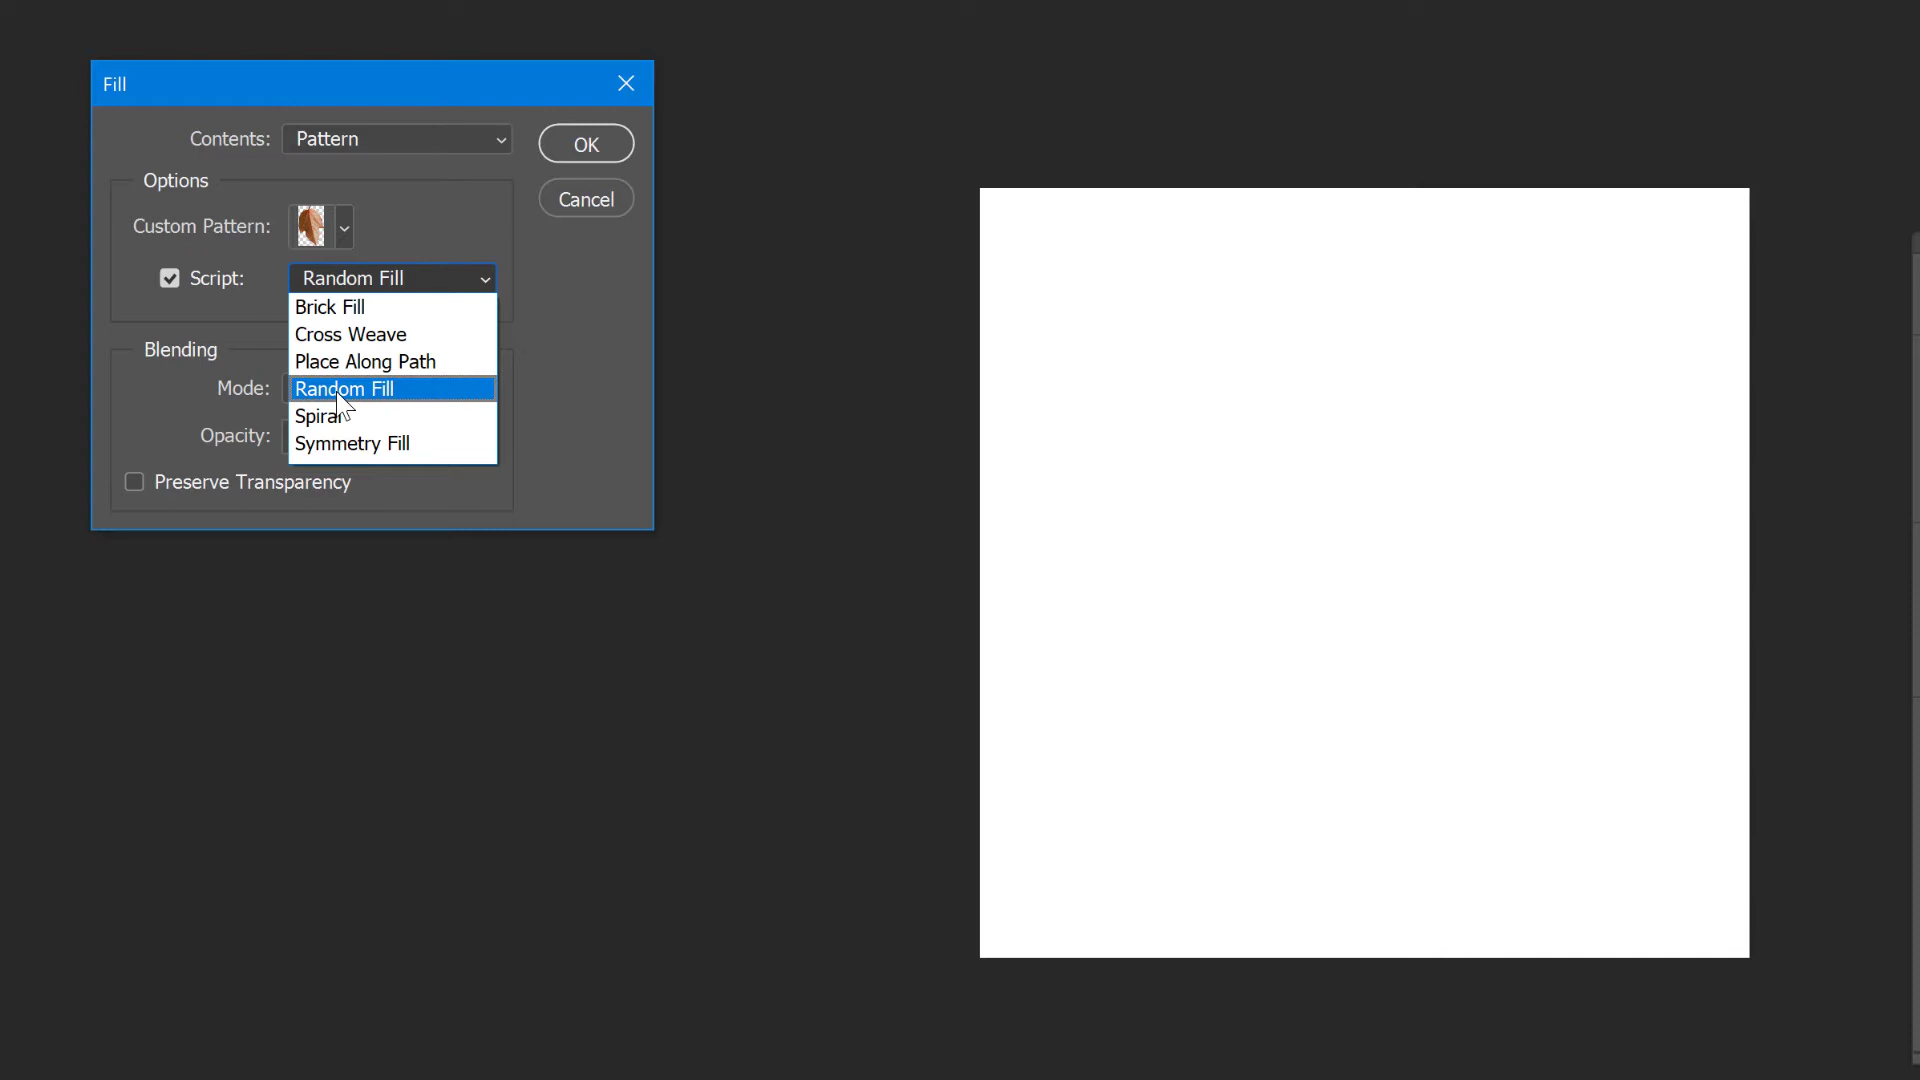 Fill
Contents: Pattern
OK
Options
Cancel
Custom Pattern:
Script: Random Fill
Brick Fill
Cross Weave
Blending
Place Along Path
Mode:
Random Fill
Spiral
Opacity:
Symmetry Fill
Preserve Transparency